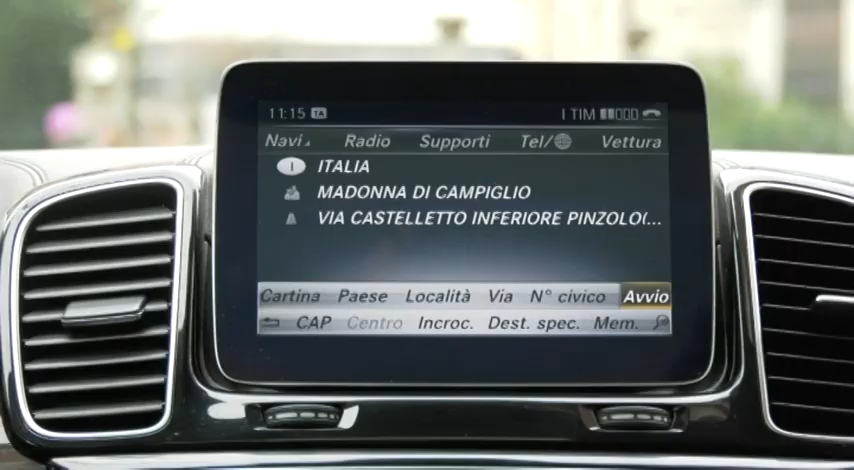 11:15 TA I TIM
Navi Radio Supporti Tel/ Vettura
I ITALIA
MADONNA DI CAMPIGLIO
VIA CASTELLETTO INFERIORE PINZOLO(...
Cartina Paese Località Via N° civico Avvio
CAP Centro Incroc. Dest. spec. Mem.